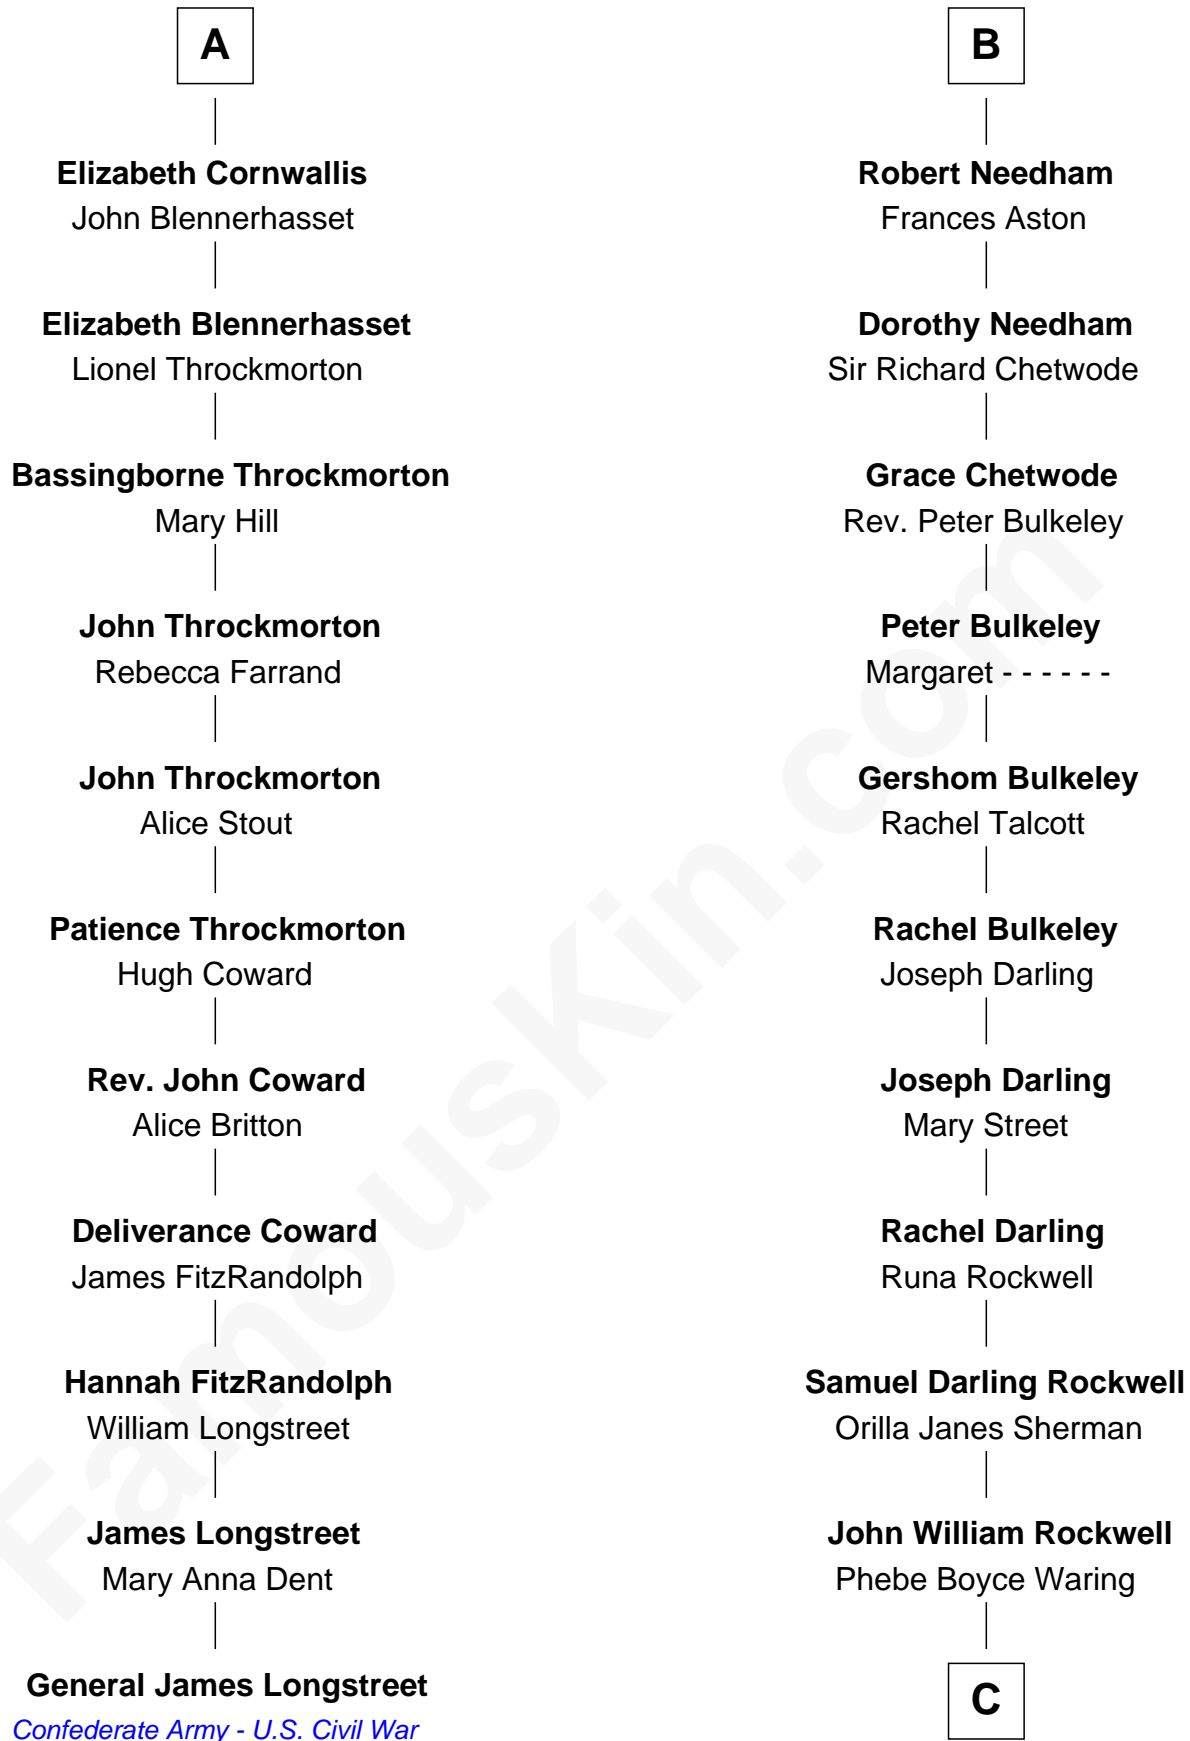 A
Elizabeth Cornwallis
John Blennerhasset
Elizabeth Blennerhasset
Lionel Throckmorton
Bassingborne Throckmorton
Mary Hill
John Throckmorton
Rebecca Farrand
John Throckmorton
Alice Stout
Patience Throckmorton
Hugh Coward
Rev. John Coward
Alice Britton
Deliverance Coward
James FitzRandolph
Hannah FitzRandolph
William Longstreet
James Longstreet
Mary Anna Dent
General James Longstreet
Confederate Army - U.S. Civil War
B
Robert Needham
Frances Aston
Dorothy Needham
Sir Richard Chetwode
Grace Chetwode
Rev. Peter Bulkeley
Peter Bulkeley
Margaret - - - - - -
Gershom Bulkeley
Rachel Talcott
Rachel Bulkeley
Joseph Darling
Joseph Darling
Mary Street
Rachel Darling
Runa Rockwell
Samuel Darling Rockwell
Orilla Janes Sherman
John William Rockwell
Phebe Boyce Waring
C
FamousKin.com